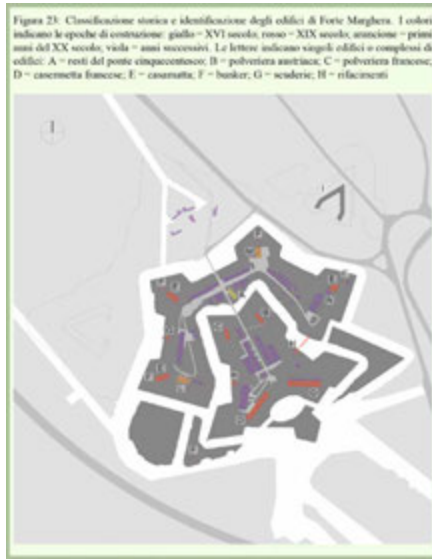 Figura 23: Classificazione storica e identificazione degli edifici di Forte Marghera. I colori
indicano le epoche di costruzione: giallo = XVI secolo, rosso = XIX secolo, arancione = primi
anni del XX secolo, viola = anni successivi. Le lettere indicano singoli edifici o complessi di
edifici: A = resti del ponte cinquecentesco; B = polveriera austriaca; C = polveriera francese;
D = casermetta francese; E = casamatta; F = bunker; G = scuderie; H = rifacimenti